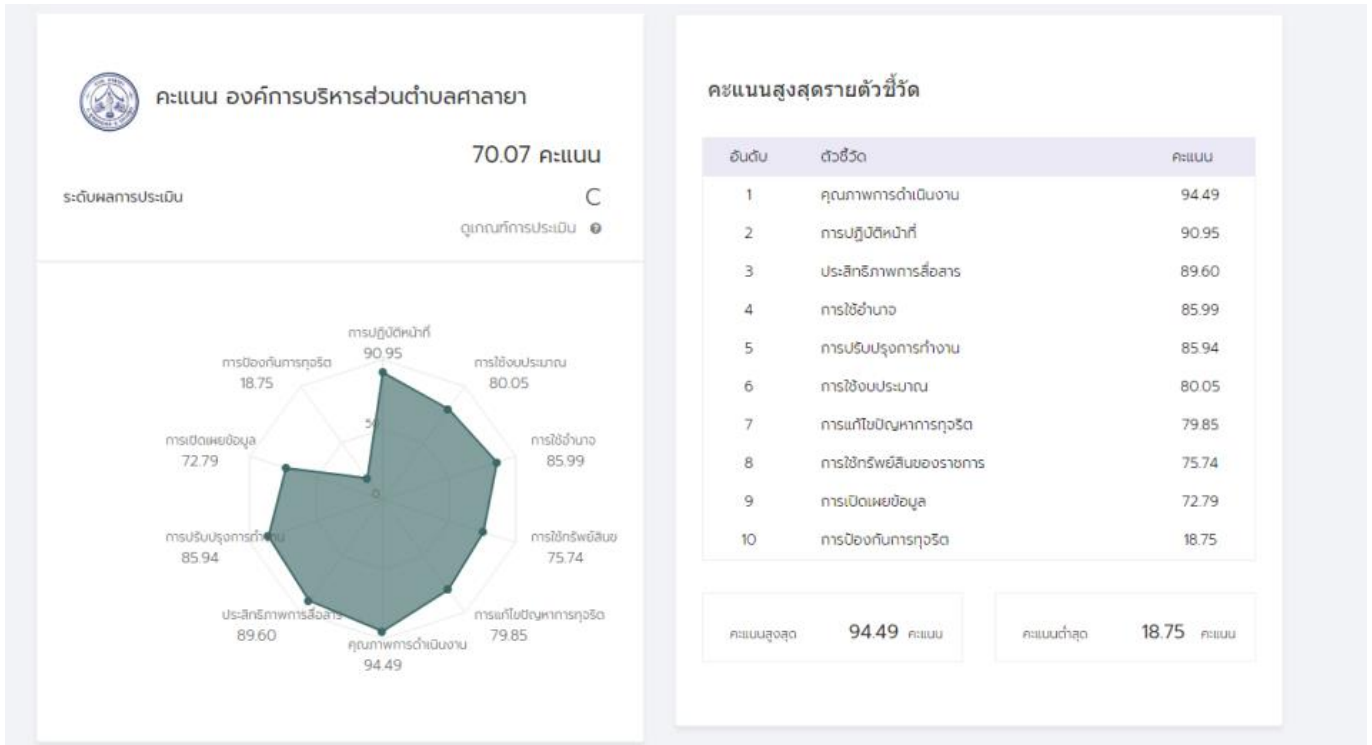 คะแนน องค์การบริหารส่วนตำบลศาลายา
70.07 คะแนน
ระดับผลการประเมิน C
ดูเกณฑ์การประเมิน
การปฏิบัติหน้าที่
90.95
การใช้งบประมาณ
80.05
การใช้อำนาจ
85.99
การใช้ทรัพย์สินข
75.74
การแก้ไขปัญหาการทุจริต
79.85
คุณภาพการดำเนินงาน
94.49
ประสิทธิภาพการสื่อสาร
89.60
การปรับปรุงการทำงาน
85.94
การเปิดเผยข้อมูล
72.79
การป้องกันการทุจริต
18.75
50
0
คะแนนสูงสุดรายตัวชี้วัด
อันดับ ตัวชี้วัด คะแนน
1 คุณภาพการดำเนินงาน 94.49
2 การปฏิบัติหน้าที่ 90.95
3 ประสิทธิภาพการสื่อสาร 89.60
4 การใช้อำนาจ 85.99
5 การปรับปรุงการทำงาน 85.94
6 การใช้งบประมาณ 80.05
7 การแก้ไขปัญหาการทุจริต 79.85
8 การใช้ทรัพย์สินของราชการ 75.74
9 การเปิดเผยข้อมูล 72.79
10 การป้องกันการทุจริต 18.75
คะแนนสูงสุด 94.49 คะแนน
คะแนนต่ำสุด 18.75 คะแนน